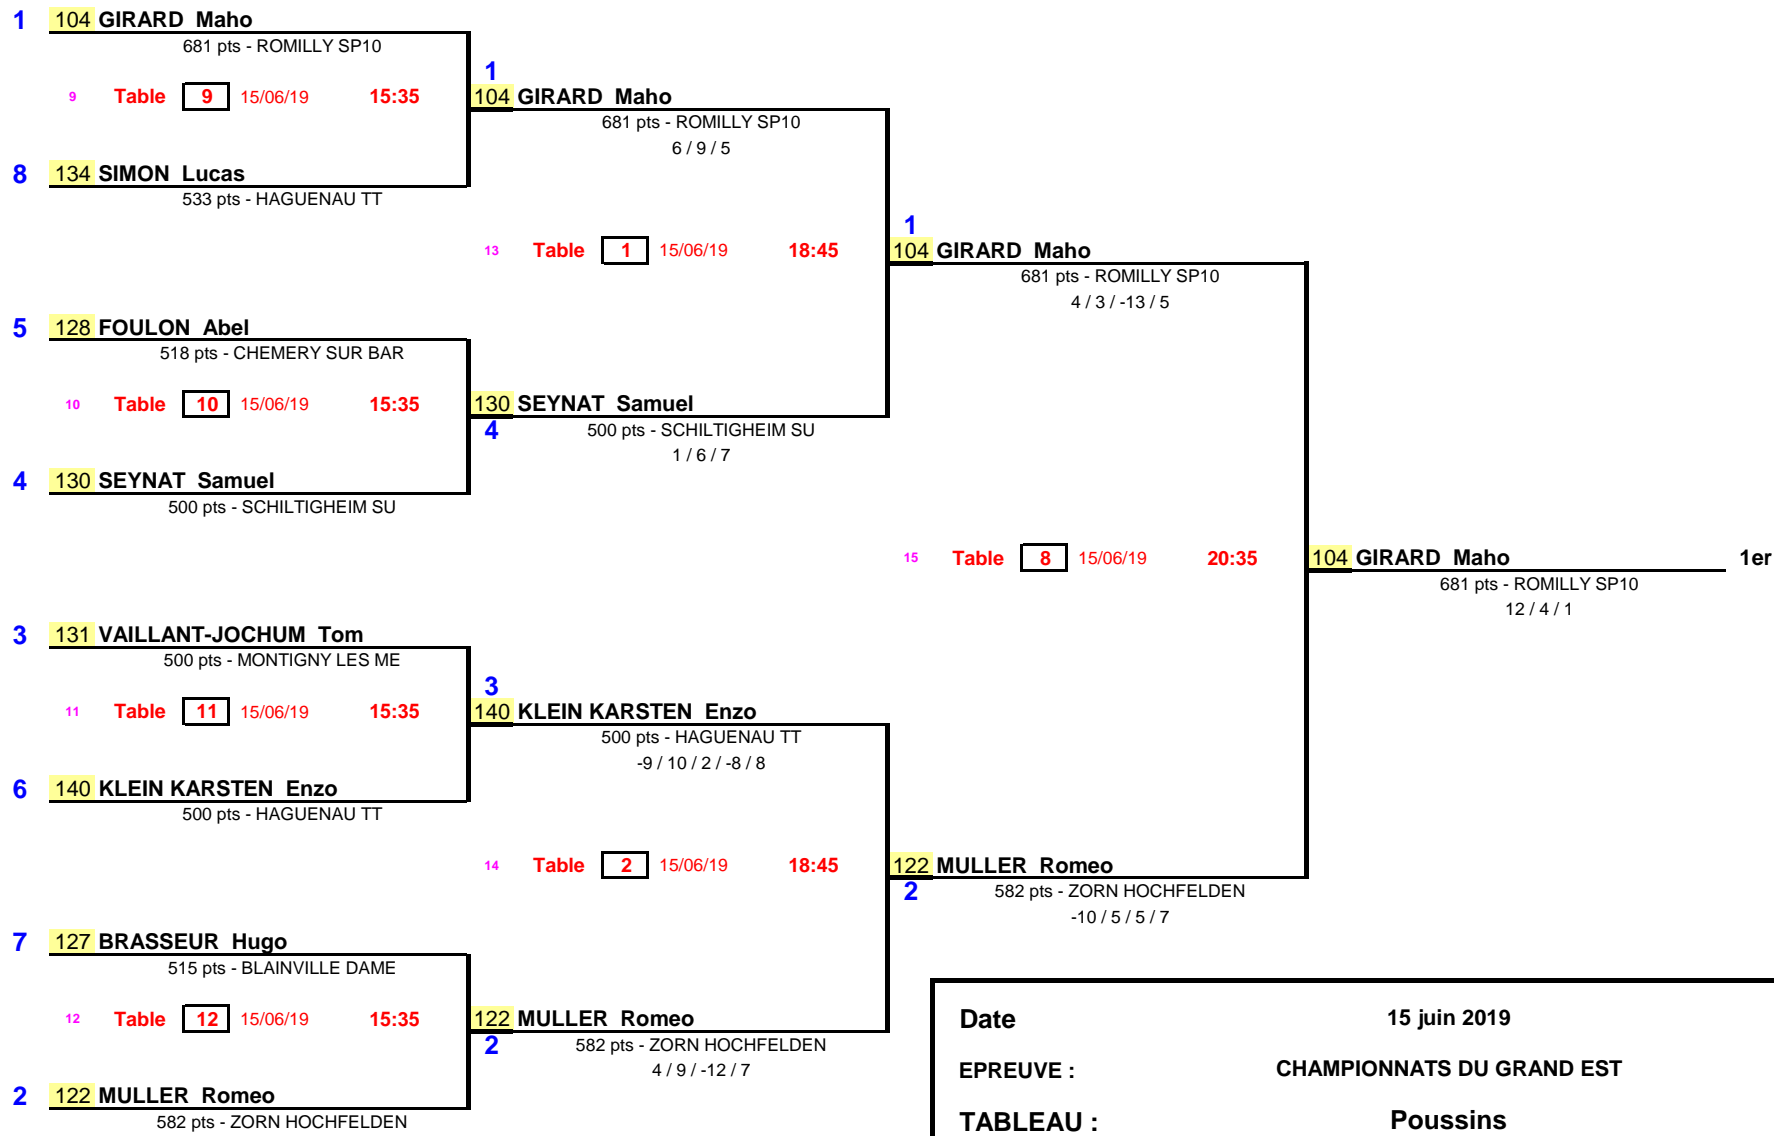 1 104 GIRARD Maho
681 pts - ROMILLY SP10
9 Table 9 15/06/19 15:35
1
104 GIRARD Maho
681 pts - ROMILLY SP10
6 / 9 / 5
8 134 SIMON Lucas
533 pts - HAGUENAU TT
13 Table 1 15/06/19 18:45
1
104 GIRARD Maho
681 pts - ROMILLY SP10
4 / 3 / -13 / 5
5 128 FOULON Abel
518 pts - CHEMERY SUR BAR
10 Table 10 15/06/19 15:35
130 SEYNAT Samuel
4
500 pts - SCHILTIGHEIM SU
1 / 6 / 7
4 130 SEYNAT Samuel
500 pts - SCHILTIGHEIM SU
15 Table 8 15/06/19 20:35
104 GIRARD Maho 1er
681 pts - ROMILLY SP10
12 / 4 / 1
3 131 VAILLANT-JOCHUM Tom
500 pts - MONTIGNY LES ME
11 Table 11 15/06/19 15:35
3
140 KLEIN KARSTEN Enzo
500 pts - HAGUENAU TT
-9 / 10 / 2 / -8 / 8
6 140 KLEIN KARSTEN Enzo
500 pts - HAGUENAU TT
14 Table 2 15/06/19 18:45
122 MULLER Romeo
2
582 pts - ZORN HOCHFELDEN
-10 / 5 / 5 / 7
7 127 BRASSEUR Hugo
515 pts - BLAINVILLE DAME
12 Table 12 15/06/19 15:35
122 MULLER Romeo
2
582 pts - ZORN HOCHFELDEN
4 / 9 / -12 / 7
2 122 MULLER Romeo
582 pts - ZORN HOCHFELDEN
Date 15 juin 2019
EPREUVE : CHAMPIONNATS DU GRAND EST
TABLEAU : Poussins